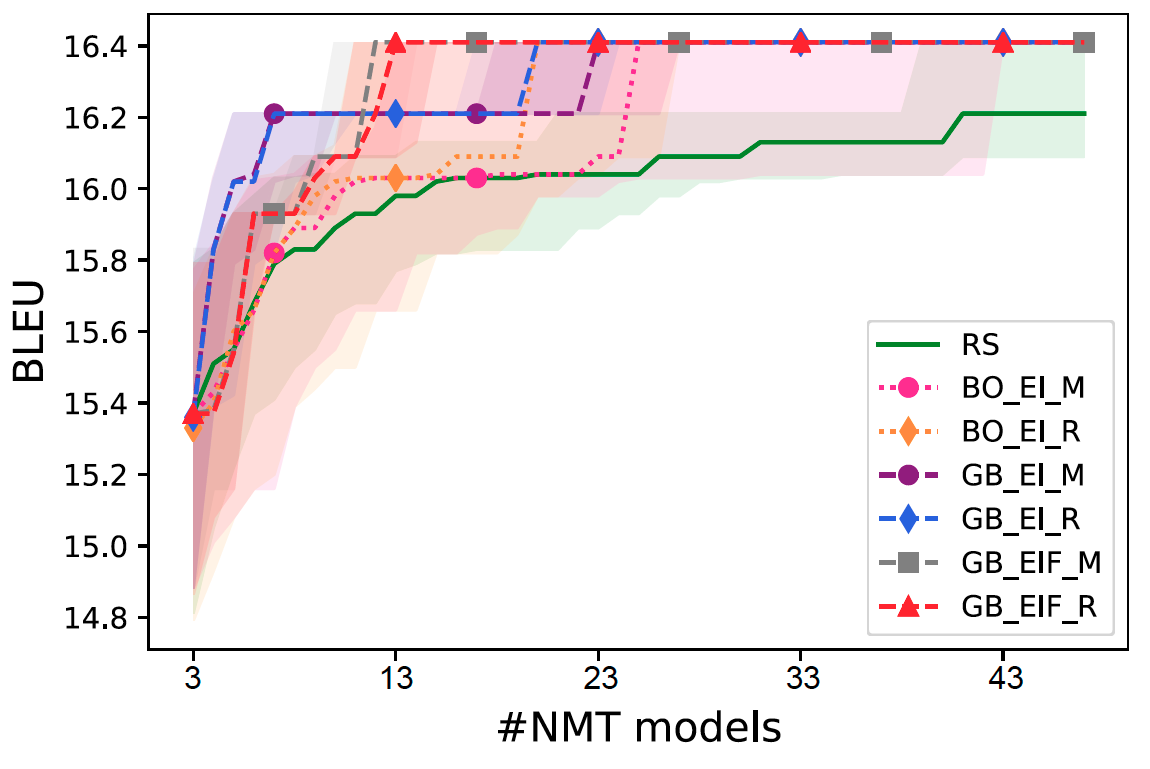 BLEU
16.4
16.2
16.0
15.8
15.6
15.4
15.2
15.0
14.8
3
13
23
33
43
#NMT models
RS
BO_EI_M
BO_EI_R
GB_EI_M
GB_EI_R
GB_EIF_M
GB_EIF_R